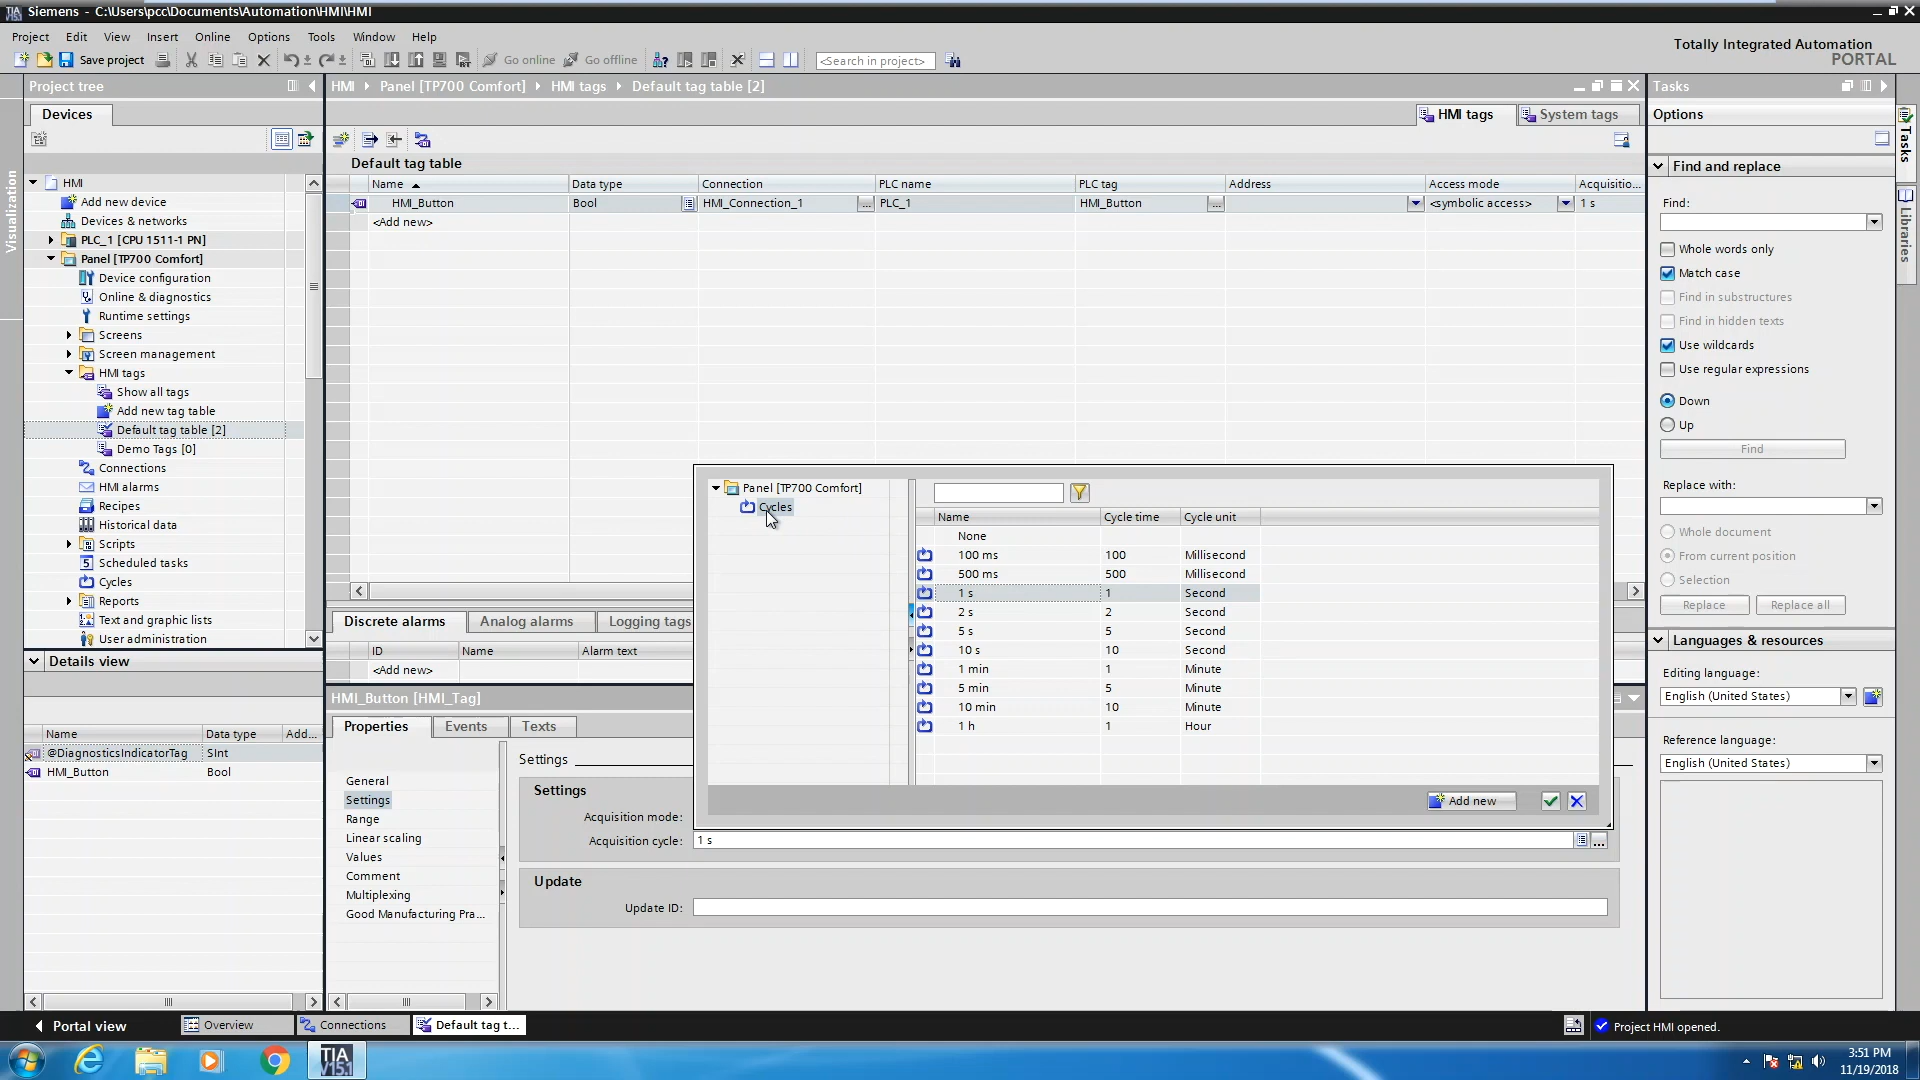 Siemens - C:\Users\pcc\Documents\Automation\HMI\HMI
Project Edit View Insert Online Options Tools Window Help
Totally Integrated Automation
PORTAL
Save project Go online Go offline <Search in project>
Project tree
HMI Panel [TP700 Comfort] HMI tags Default tag table [2]
Tasks
Devices
HMI tags System tags
Options
Default tag table
Find and replace
Name Data type Connection PLC name PLC tag Address Access mode Acquisitio...
HMI_Button Bool HMI_Connection_1 PLC_1 HMI_Button <symbolic access> 1 s
<Add new>
Visualization
HMI
Add new device
Devices & networks
PLC_1 [CPU 1511-1 PN]
Panel [TP700 Comfort]
Device configuration
Online & diagnostics
Runtime settings
Screens
Screen management
HMI tags
Show all tags
Add new tag table
Default tag table [2]
Demo Tags [0]
Connections
HMI alarms
Recipes
Historical data
Scripts
Scheduled tasks
Cycles
Reports
Text and graphic lists
User administration
Find:
Whole words only
Match case
Find in substructures
Find in hidden texts
Use wildcards
Use regular expressions
Down
Up
Find
Replace with:
Whole document
From current position
Selection
Replace Replace all
Languages & resources
Editing language:
English (United States)
Reference language:
English (United States)
Tasks
Libraries
Panel [TP700 Comfort]
Cycles
Name Cycle time Cycle unit
None
100 ms 100 Millisecond
500 ms 500 Millisecond
1 s 1 Second
2 s 2 Second
5 s 5 Second
10 s 10 Second
1 min 1 Minute
5 min 5 Minute
10 min 10 Minute
1 h 1 Hour
Add new
Discrete alarms Analog alarms Logging tags
ID Name Alarm text
<Add new>
HMI_Button [HMI_Tag]
Properties Events Texts
General
Settings
Range
Linear scaling
Values
Comment
Multiplexing
Good Manufacturing Pra...
Settings
Settings
Acquisition mode:
Acquisition cycle: 1 s
Update
Update ID:
Details view
Name Data type Add...
@DiagnosticsIndicatorTag SInt
HMI_Button Bool
Portal view Overview Connections Default tag t...
Project HMI opened.
TIA
V15.1
3:51 PM
11/19/2018